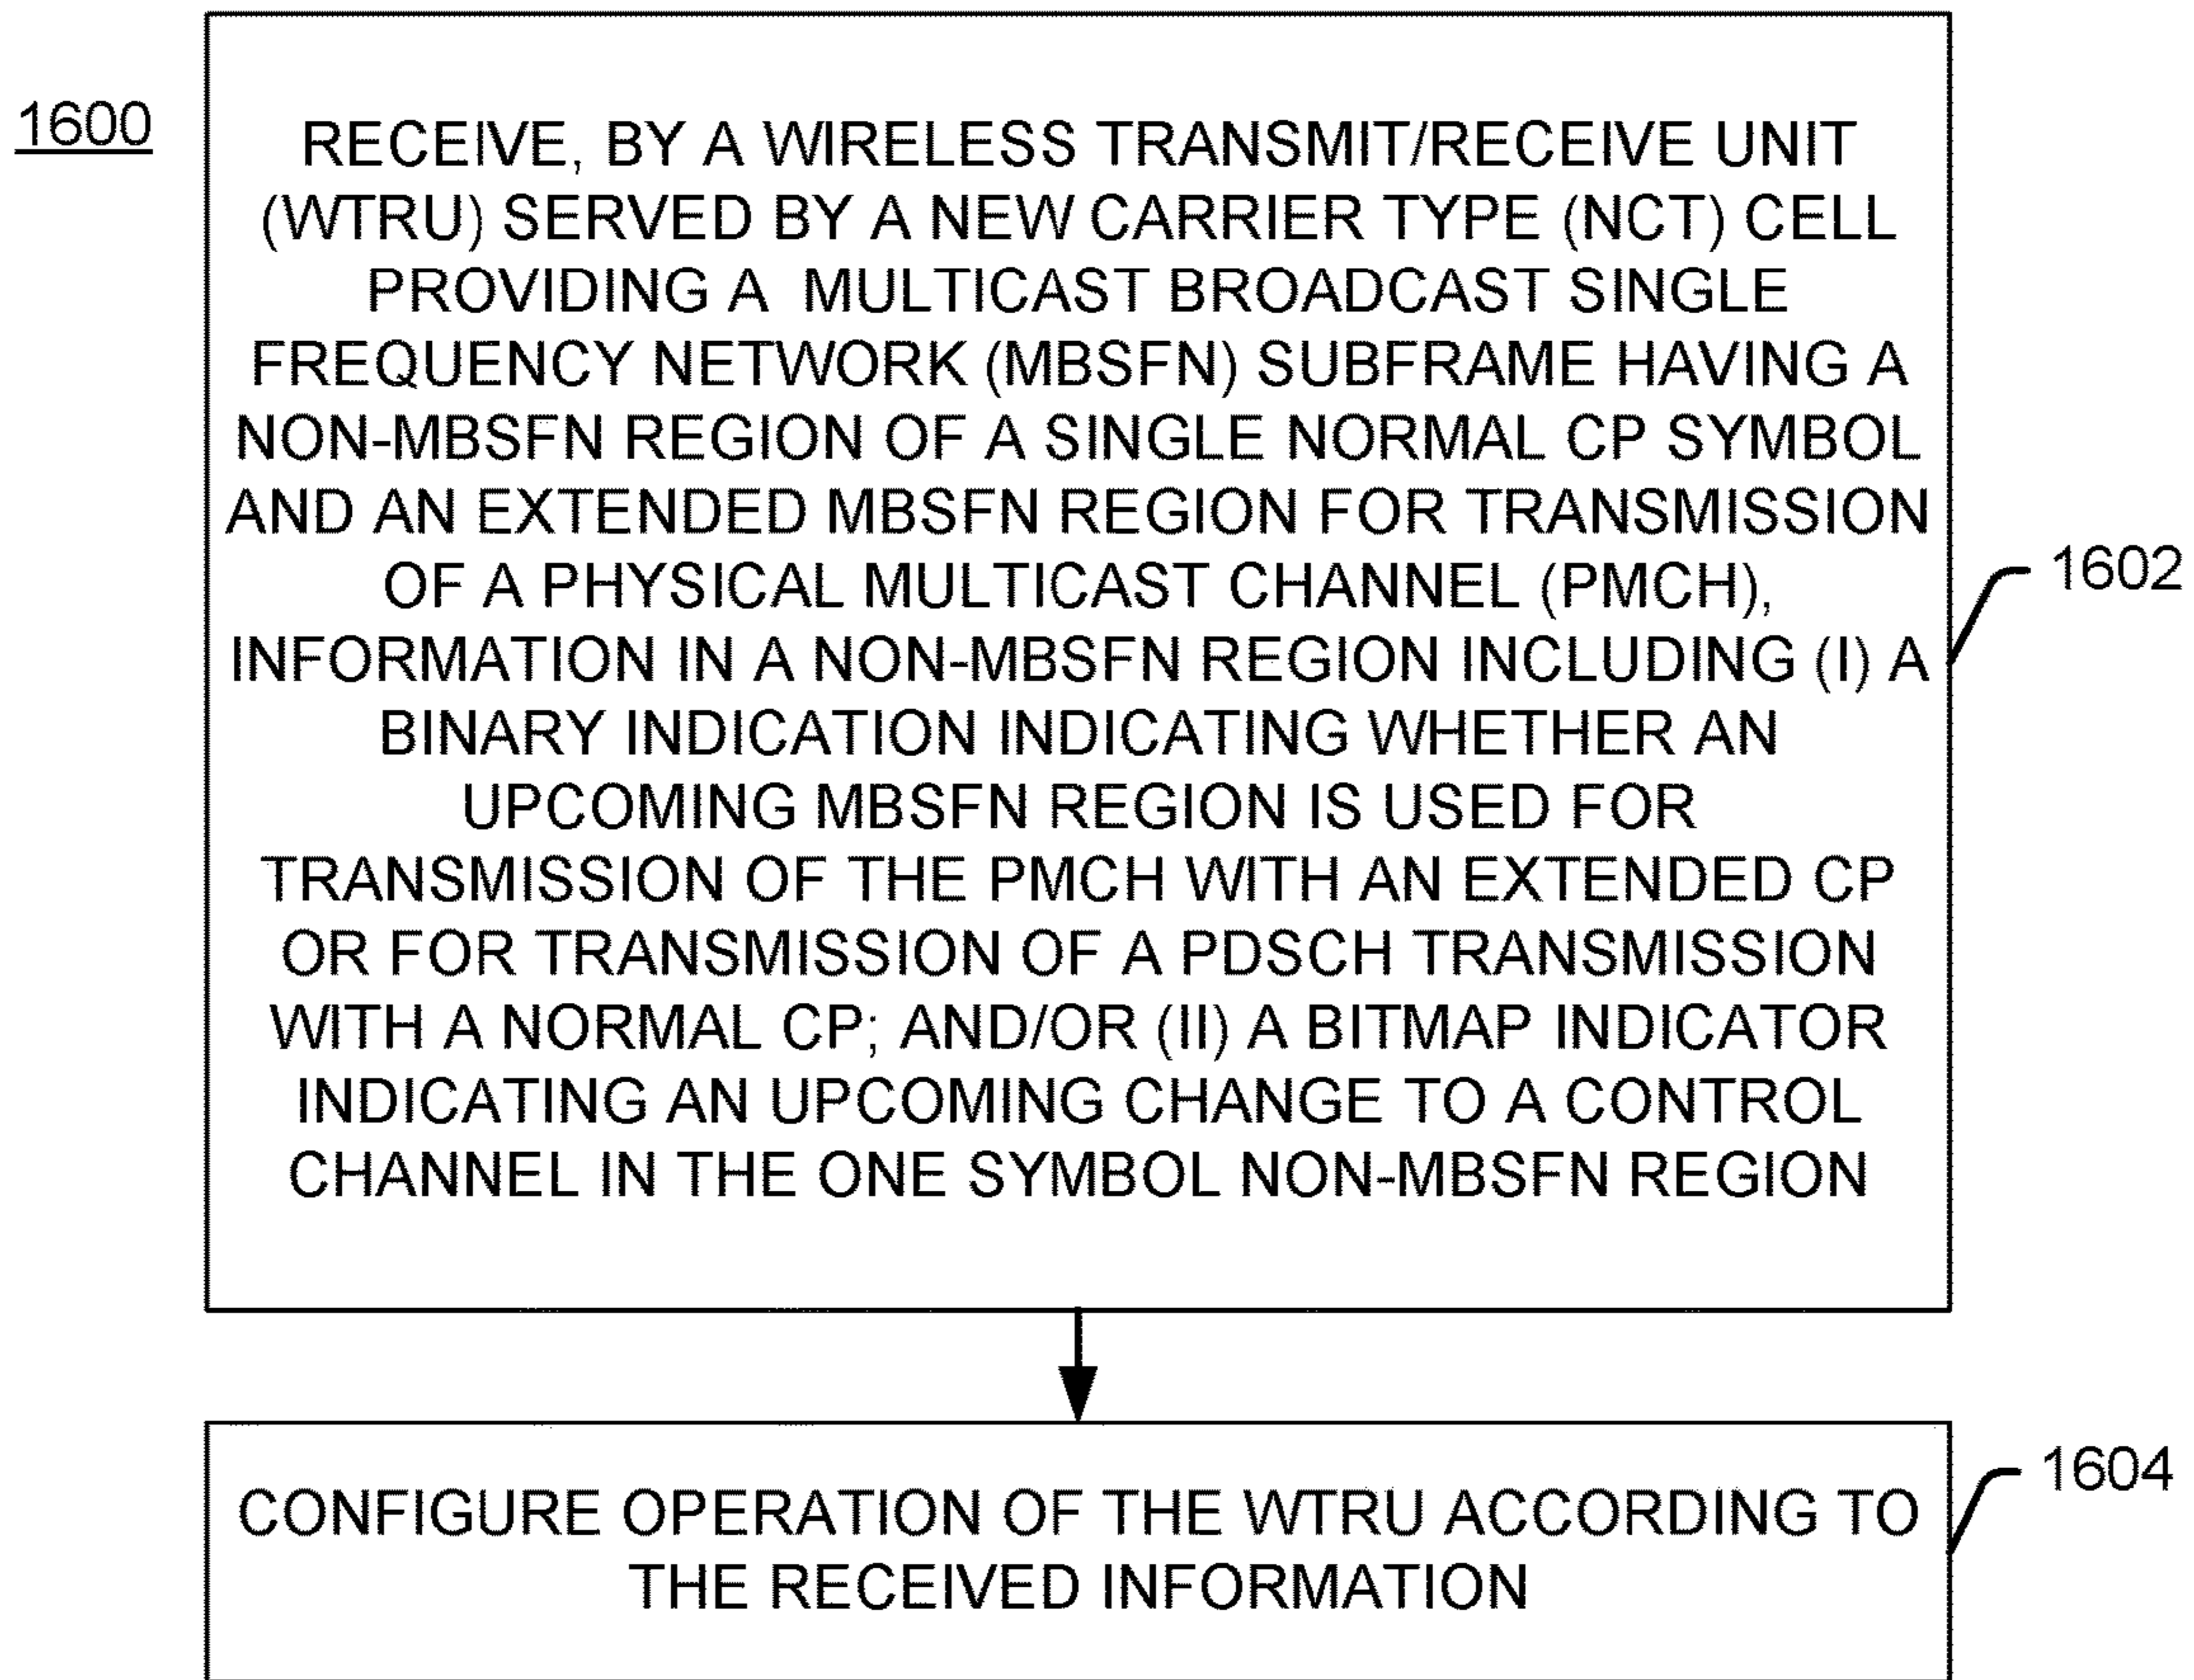 1600
RECEIVE, BY A WIRELESS TRANSMIT/RECEIVE UNIT
(WTRU) SERVED BY A NEW CARRIER TYPE (NCT) CELL
PROVIDING A MULTICAST BROADCAST SINGLE
FREQUENCY NETWORK (MBSFN) SUBFRAME HAVING A
NON-MBSFN REGION OF A SINGLE NORMAL CP SYMBOL
AND AN EXTENDED MBSFN REGION FOR TRANSMISSION
OF A PHYSICAL MULTICAST CHANNEL (PMCH),
INFORMATION IN A NON-MBSFN REGION INCLUDING (I) A
BINARY INDICATION INDICATING WHETHER AN
UPCOMING MBSFN REGION IS USED FOR
TRANSMISSION OF THE PMCH WITH AN EXTENDED CP
OR FOR TRANSMISSION OF A PDSCH TRANSMISSION
WITH A NORMAL CP; AND/OR (II) A BITMAP INDICATOR
INDICATING AN UPCOMING CHANGE TO A CONTROL
CHANNEL IN THE ONE SYMBOL NON-MBSFN REGION
1602
CONFIGURE OPERATION OF THE WTRU ACCORDING TO
THE RECEIVED INFORMATION
1604